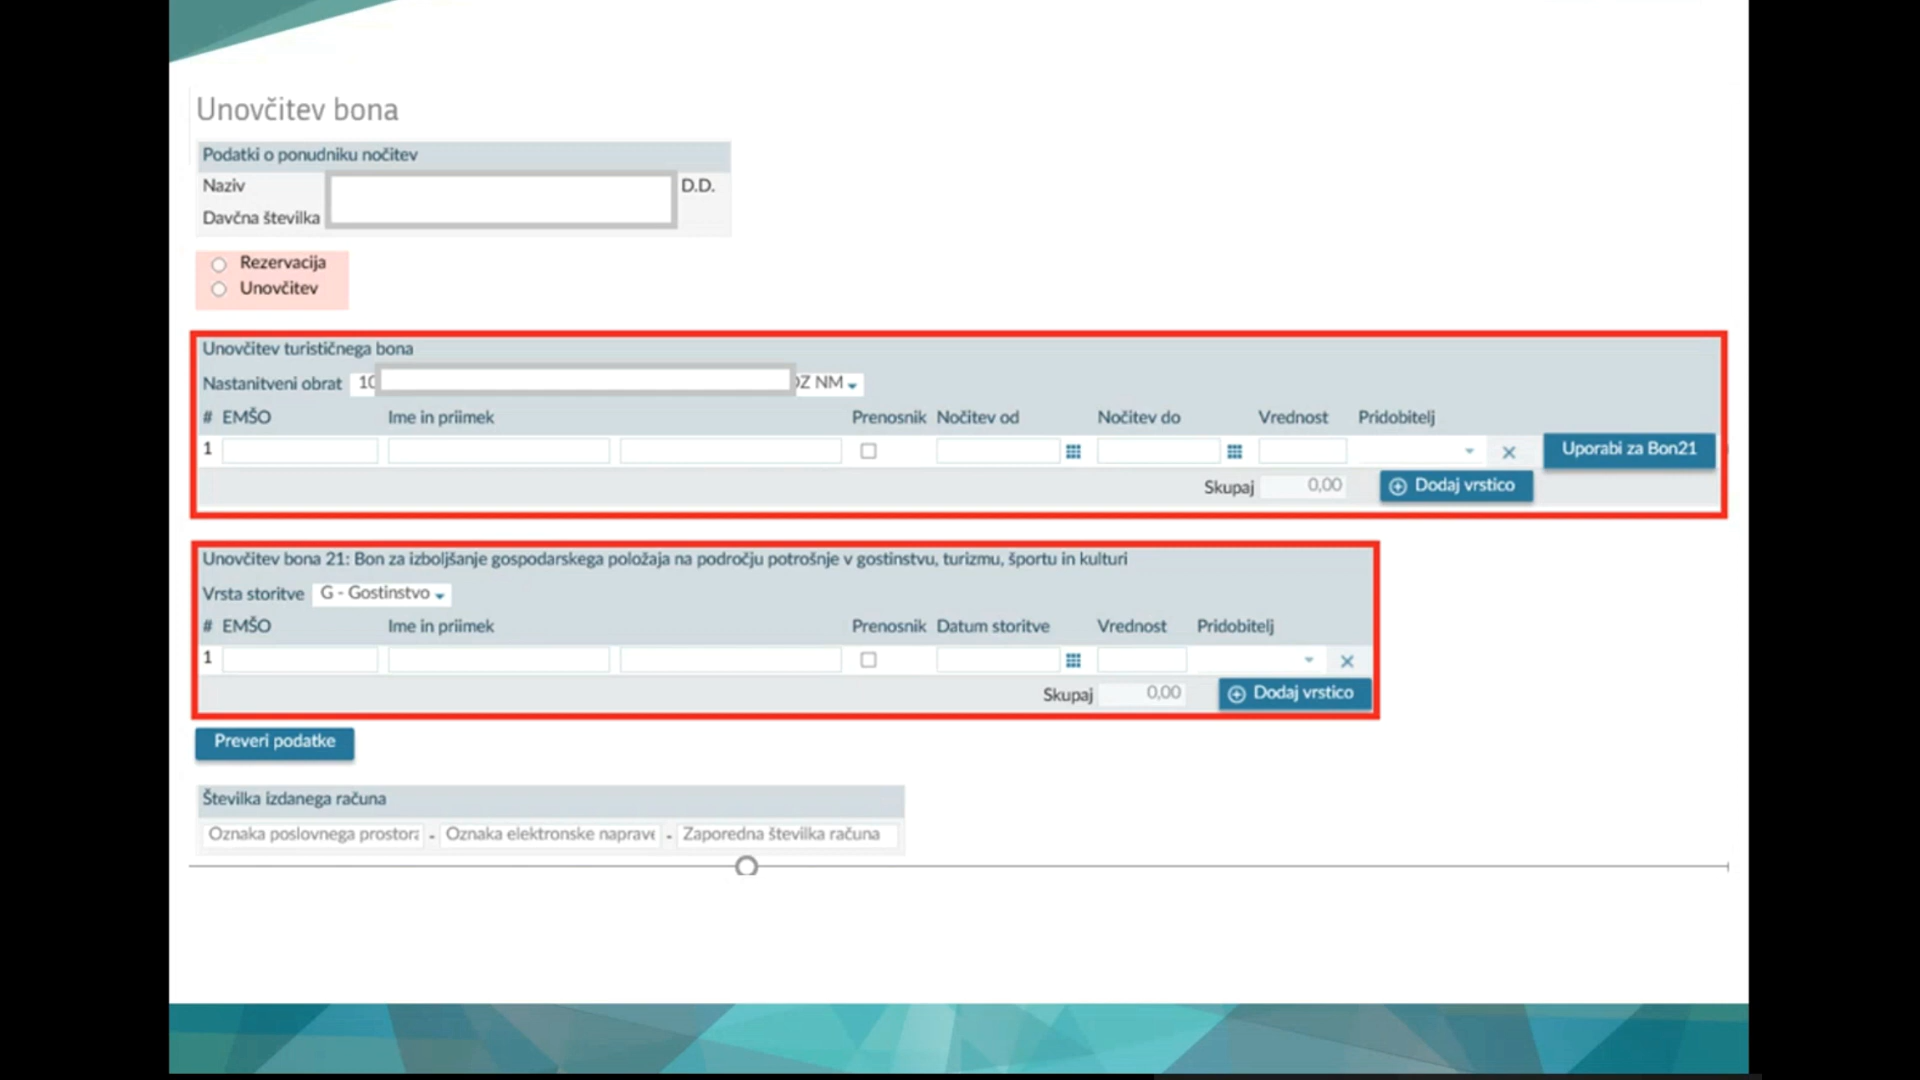 Unovčitev bona
Podatki o ponudniku nočitev
Naziv D.D.
Davčna številka
Rezervacija
Unovčitev
Unovčitev turističnega bona
Nastanitveni obrat 10 OZ NM
# EMŠO Ime in priimek Prenosnik Nočitev od Nočitev do Vrednost Pridobitelj
1 Uporabi za Bon21
Skupaj 0,00 Dodaj vrstico
Unovčitev bona 21: Bon za izboljšanje gospodarskega položaja na področju potrošnje v gostinstvu, turizmu, športu in kulturi
Vrsta storitve G - Gostinstvo
# EMŠO Ime in priimek Prenosnik Datum storitve Vrednost Pridobitelj
1
Skupaj 0,00 Dodaj vrstico
Preveri podatke
Številka izdanega računa
Oznaka poslovnega prostora - Oznaka elektronske naprave - Zaporedna številka računa